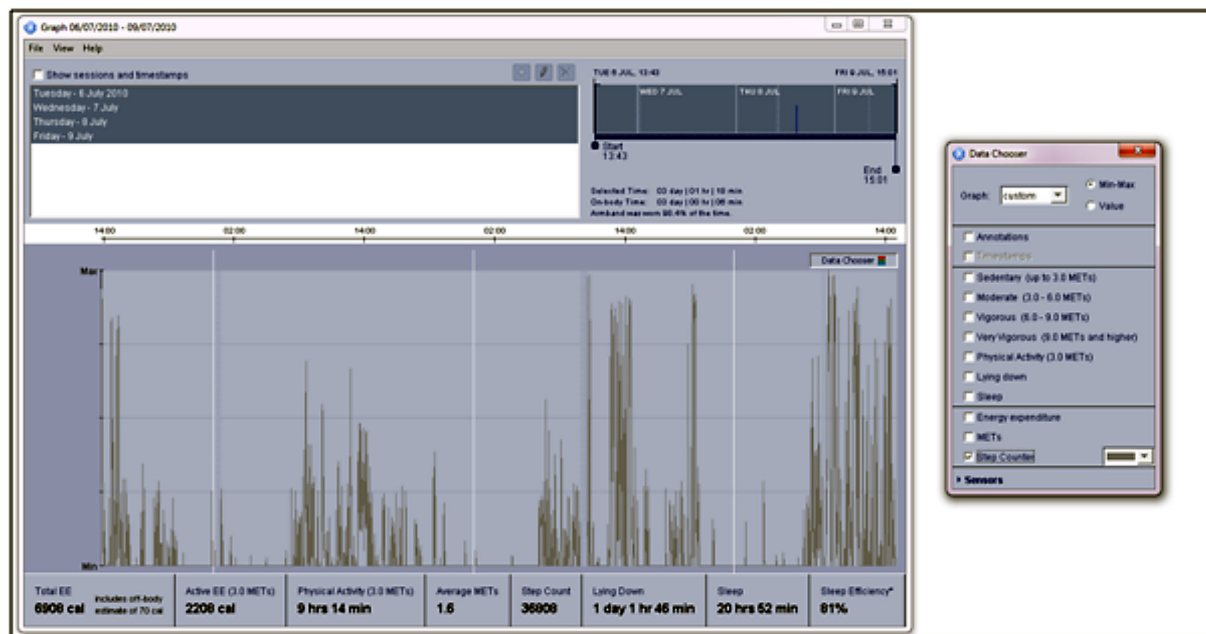 Graph 06/07/2010 - 09/07/2010
File View Help
Show sessions and timestamps
Tuesday - 6 July 2010
Wednesday - 7 July
Thursday - 8 July
Friday - 9 July
TUE 6 JUL, 13:43 FRI 9 JUL, 15:01
WED 7 JUL THU 8 JUL FRI 9 JUL
Start
13:43
End
15:01
Selected Time: 03 day | 01 hr | 18 min
On-body Time: 03 day | 00 hr | 06 min
Armband was worn 98.4% of the time.
14:00 02:00 14:00 02:00 14:00 02:00 14:00
Data Chooser
Max
Min
Total EE
6908 cal
includes off-body
estimate of 70 cal
Active EE (3.0 METs)
2208 cal
Physical Activity (3.0 METs)
9 hrs 14 min
Average METs
1.6
Step Count
36808
Lying Down
1 day 1 hr 46 min
Sleep
20 hrs 52 min
Sleep Efficiency*
81%
Data Chooser
Graph: custom
Min-Max
Value
Annotations
Timestamps
Sedentary (up to 3.0 METs)
Moderate (3.0 - 6.0 METs)
Vigorous (6.0 - 9.0 METs)
Very Vigorous (9.0 METs and higher)
Physical Activity (3.0 METs)
Lying down
Sleep
Energy expenditure
METs
Step Counter
Sensors